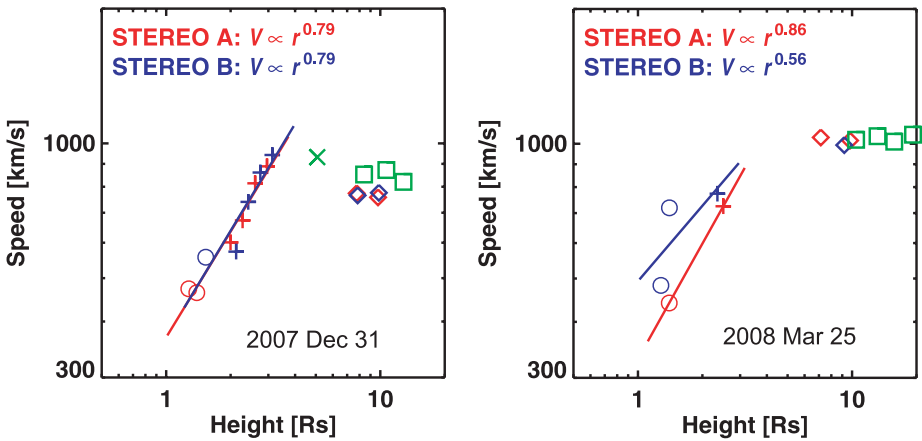 STEREO A: V ∝ r^0.79
STEREO B: V ∝ r^0.79
1000
300
Speed [km/s]
2007 Dec 31
1
10
Height [Rs]
STEREO A: V ∝ r^0.86
STEREO B: V ∝ r^0.56
1000
300
Speed [km/s]
2008 Mar 25
1
10
Height [Rs]